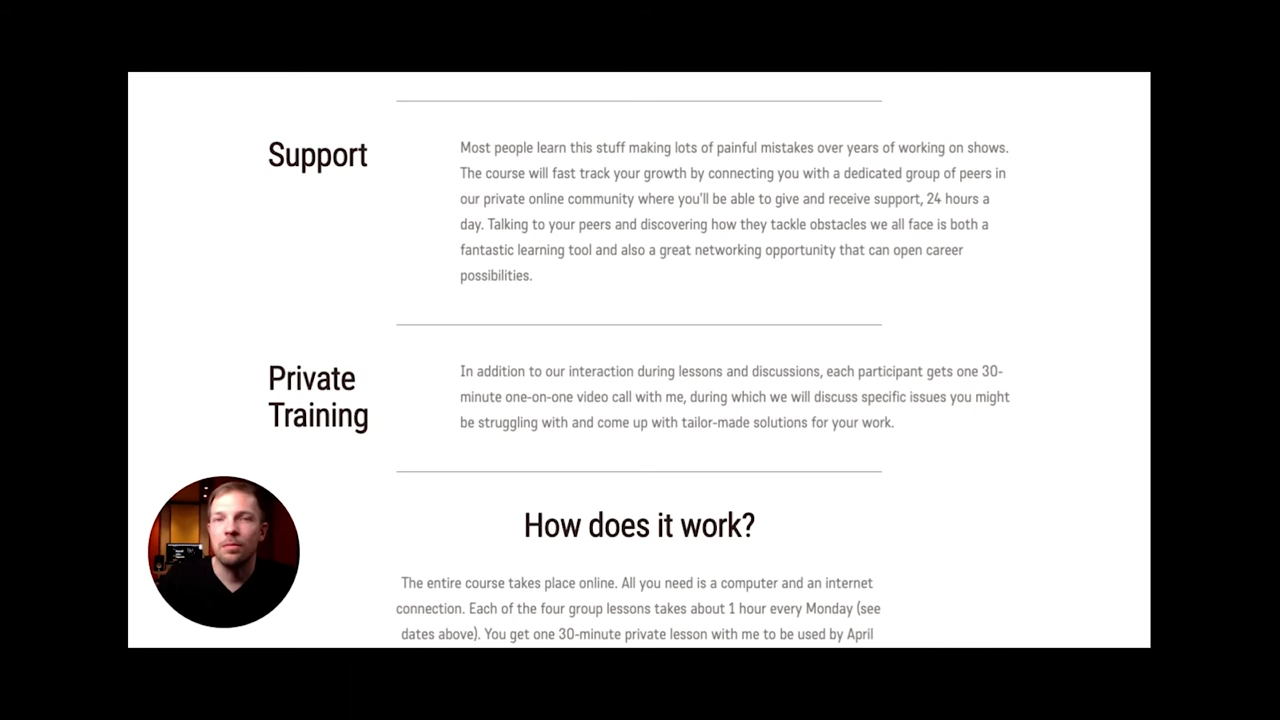 Support
Most people learn this stuff making lots of painful mistakes over years of working on shows.
The course will fast track your growth by connecting you with a dedicated group of peers in
our private online community where you'll be able to give and receive support, 24 hours a
day. Talking to your peers and discovering how they tackle obstacles we all face is both a
fantastic learning tool and also a great networking opportunity that can open career
possibilities.
Private
Training
In addition to our interaction during lessons and discussions, each participant gets one 30-
minute one-on-one video call with me, during which we will discuss specific issues you might
be struggling with and come up with tailor-made solutions for your work.
How does it work?
The entire course takes place online. All you need is a computer and an internet
connection. Each of the four group lessons takes about 1 hour every Monday (see
dates above). You get one 30-minute private lesson with me to be used by April